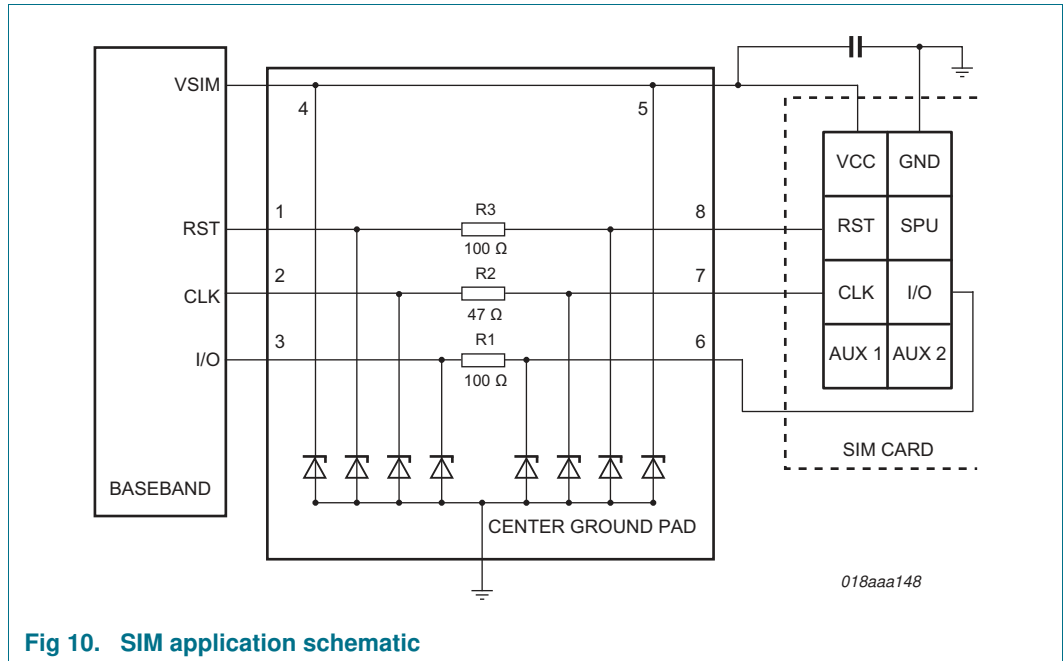 VSIM
4
5
VCC GND
1
R3
8
RST
100 Ω
RST SPU
2
R2
7
CLK
47 Ω
CLK I/O
3
R1
6
I/O
100 Ω
AUX 1 AUX 2
SIM CARD
BASEBAND
CENTER GROUND PAD
018aaa148
Fig 10. SIM application schematic